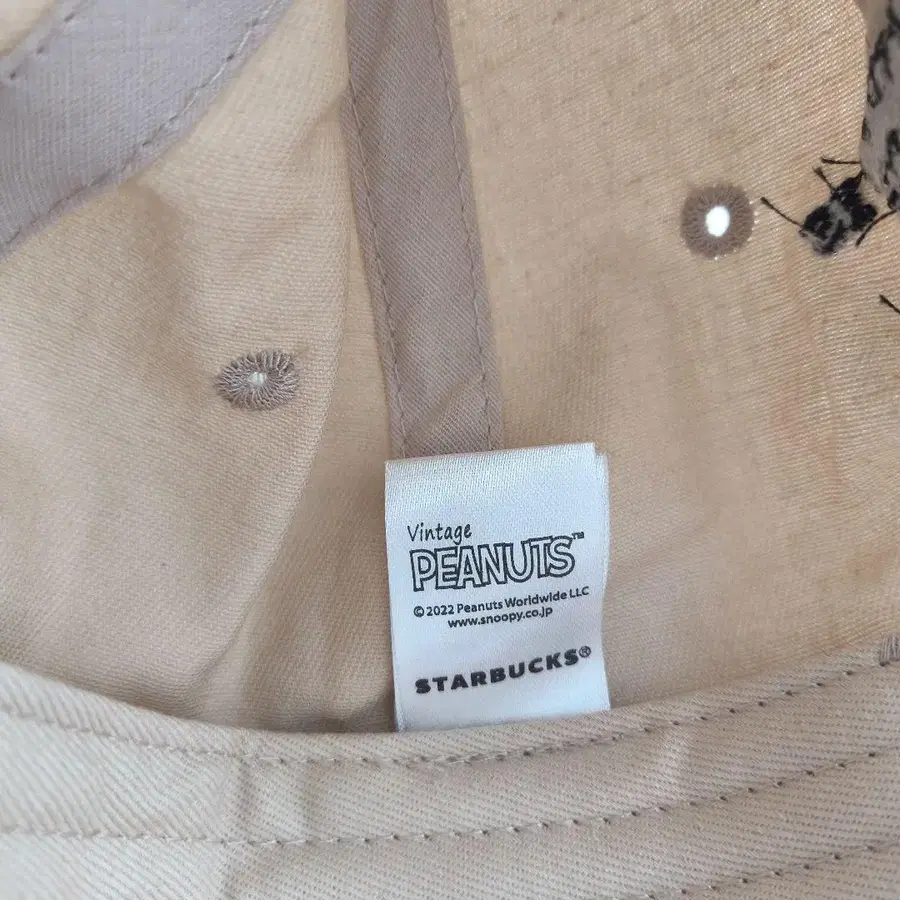 Vintage
PEANUTS™
© 2022 Peanuts Worldwide LLC
www.snoopy.co.jp
STARBUCKS®